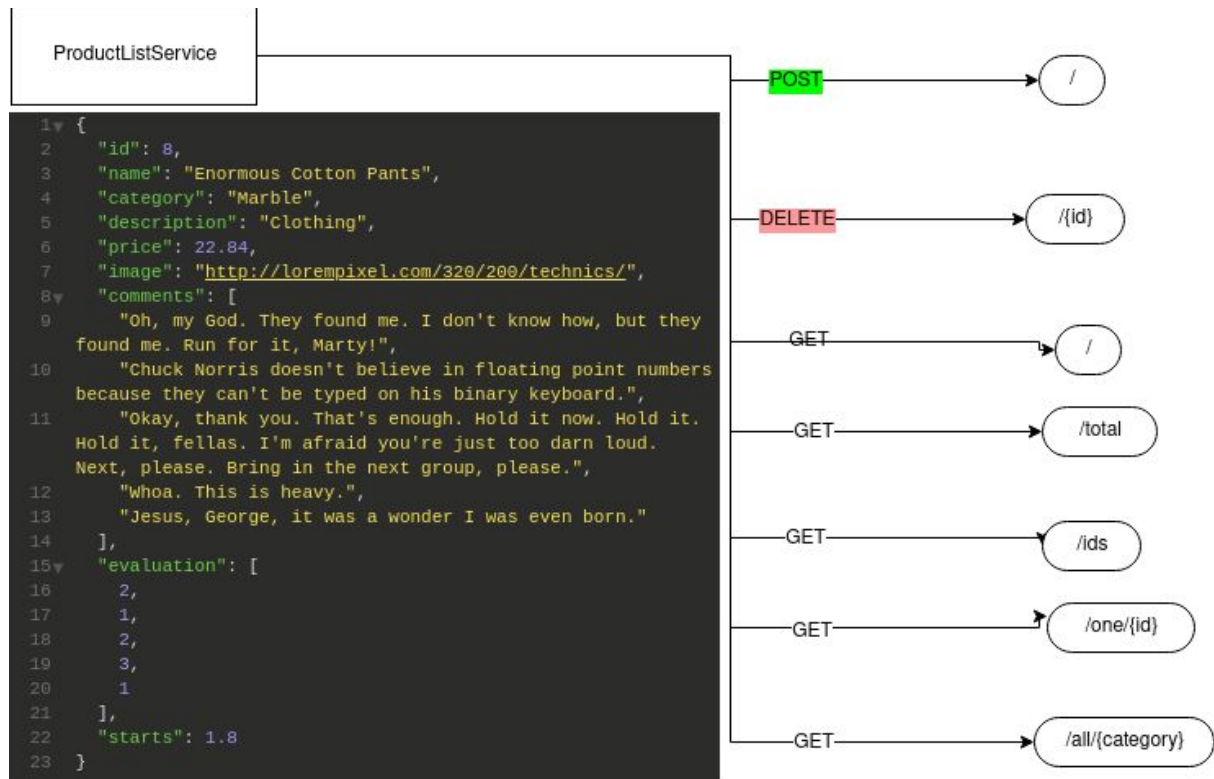 ProductListService
1 {
2 "id": 8,
3 "name": "Enormous Cotton Pants",
4 "category": "Marble",
5 "description": "Clothing",
6 "price": 22.84,
7 "image": "http://lorempixel.com/320/200/technics/",
8 "comments": [
9 "Oh, my God. They found me. I don't know how, but they
found me. Run for it, Marty!",
10 "Chuck Norris doesn't believe in floating point numbers
because they can't be typed on his binary keyboard.",
11 "Okay, thank you. That's enough. Hold it now. Hold it.
Hold it, fellas. I'm afraid you're just too darn loud.
Next, please. Bring in the next group, please.",
12 "Whoa. This is heavy.",
13 "Jesus, George, it was a wonder I was even born."
14 ],
15 "evaluation": [
16 2,
17 1,
18 2,
19 3,
20 1
21 ],
22 "starts": 1.8
23 }
POST /
DELETE /{id}
GET /
GET /total
GET /ids
GET /one/{id}
GET /all/{category}